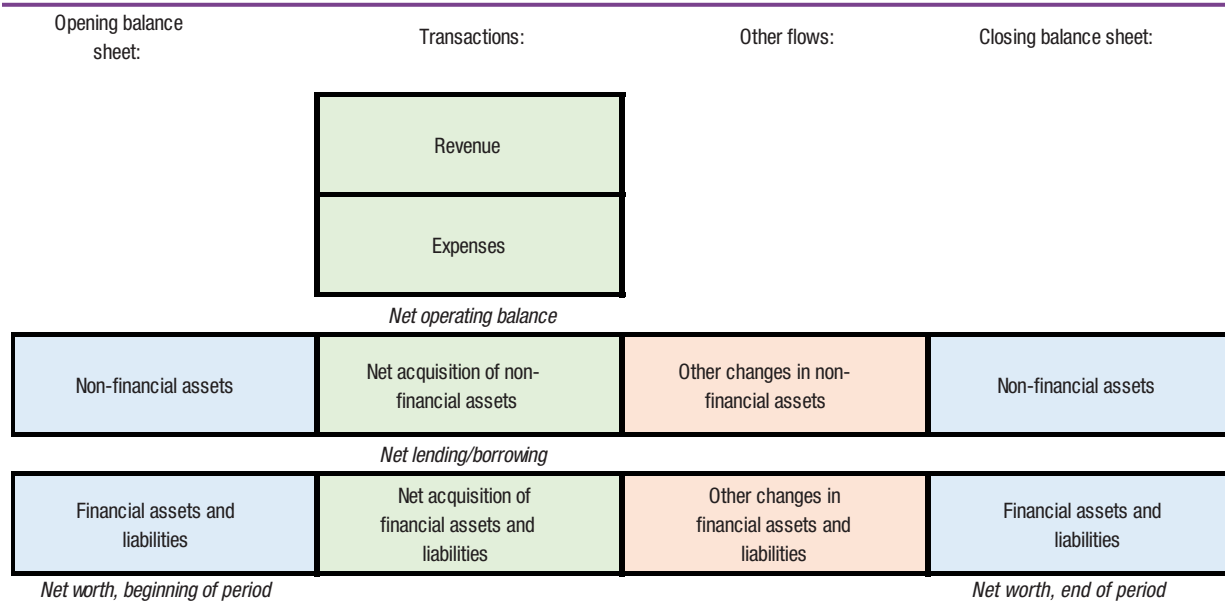 Opening balance
sheet:
Transactions:
Other flows:
Closing balance sheet:
Revenue
Expenses
Net operating balance
Non-financial assets
Net acquisition of non-
financial assets
Other changes in non-
financial assets
Non-financial assets
Net lending/borrowing
Financial assets and
liabilities
Net acquisition of
financial assets and
liabilities
Other changes in
financial assets and
liabilities
Financial assets and
liabilities
Net worth, beginning of period
Net worth, end of period